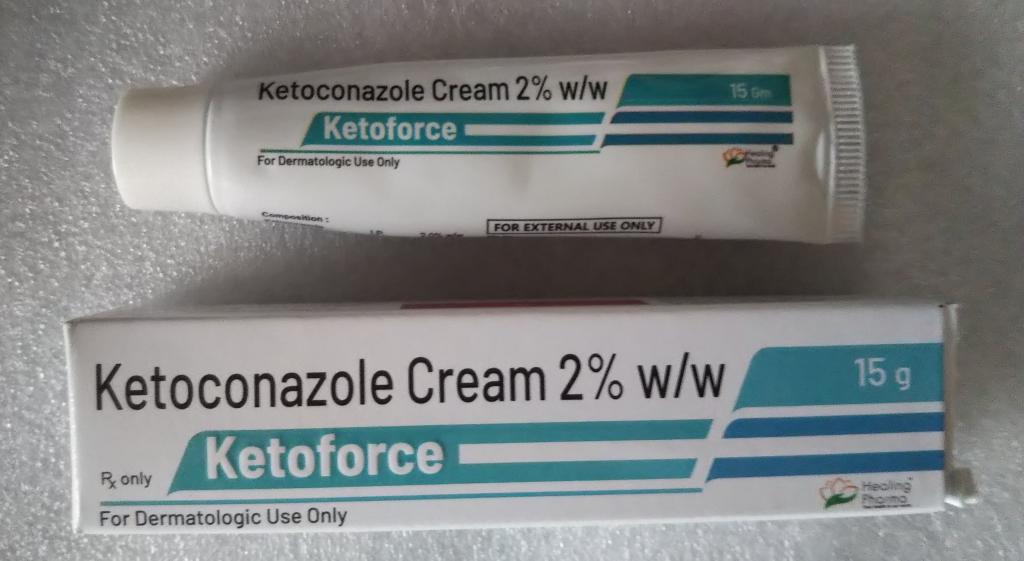 Ketoconazole Cream 2% w/w
15 Gm
Ketoforce
For Dermatologic Use Only
Healing
Pharma
Composition :
FOR EXTERNAL USE ONLY
Ketoconazole Cream 2% w/w
15 g
Ketoforce
Rx only
For Dermatologic Use Only
Healing
Pharma